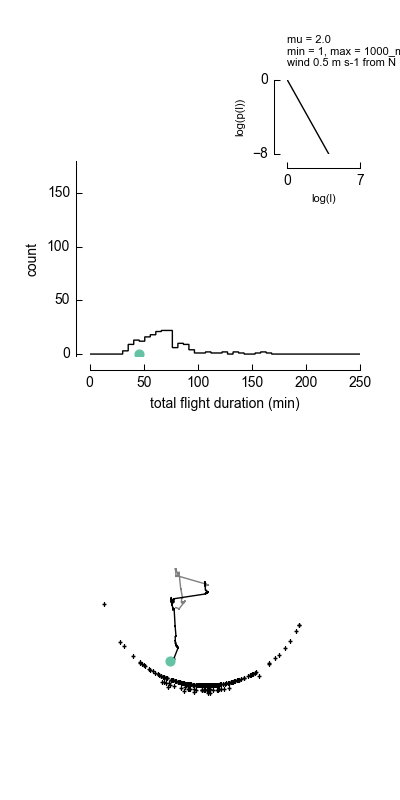 mu = 2.0
min = 1, max = 1000_m
wind 0.5 m s-1 from N
0
log(p(l))
−8
0
7
log(l)
150
100
50
0
count
0
50
100
150
200
250
total flight duration (min)